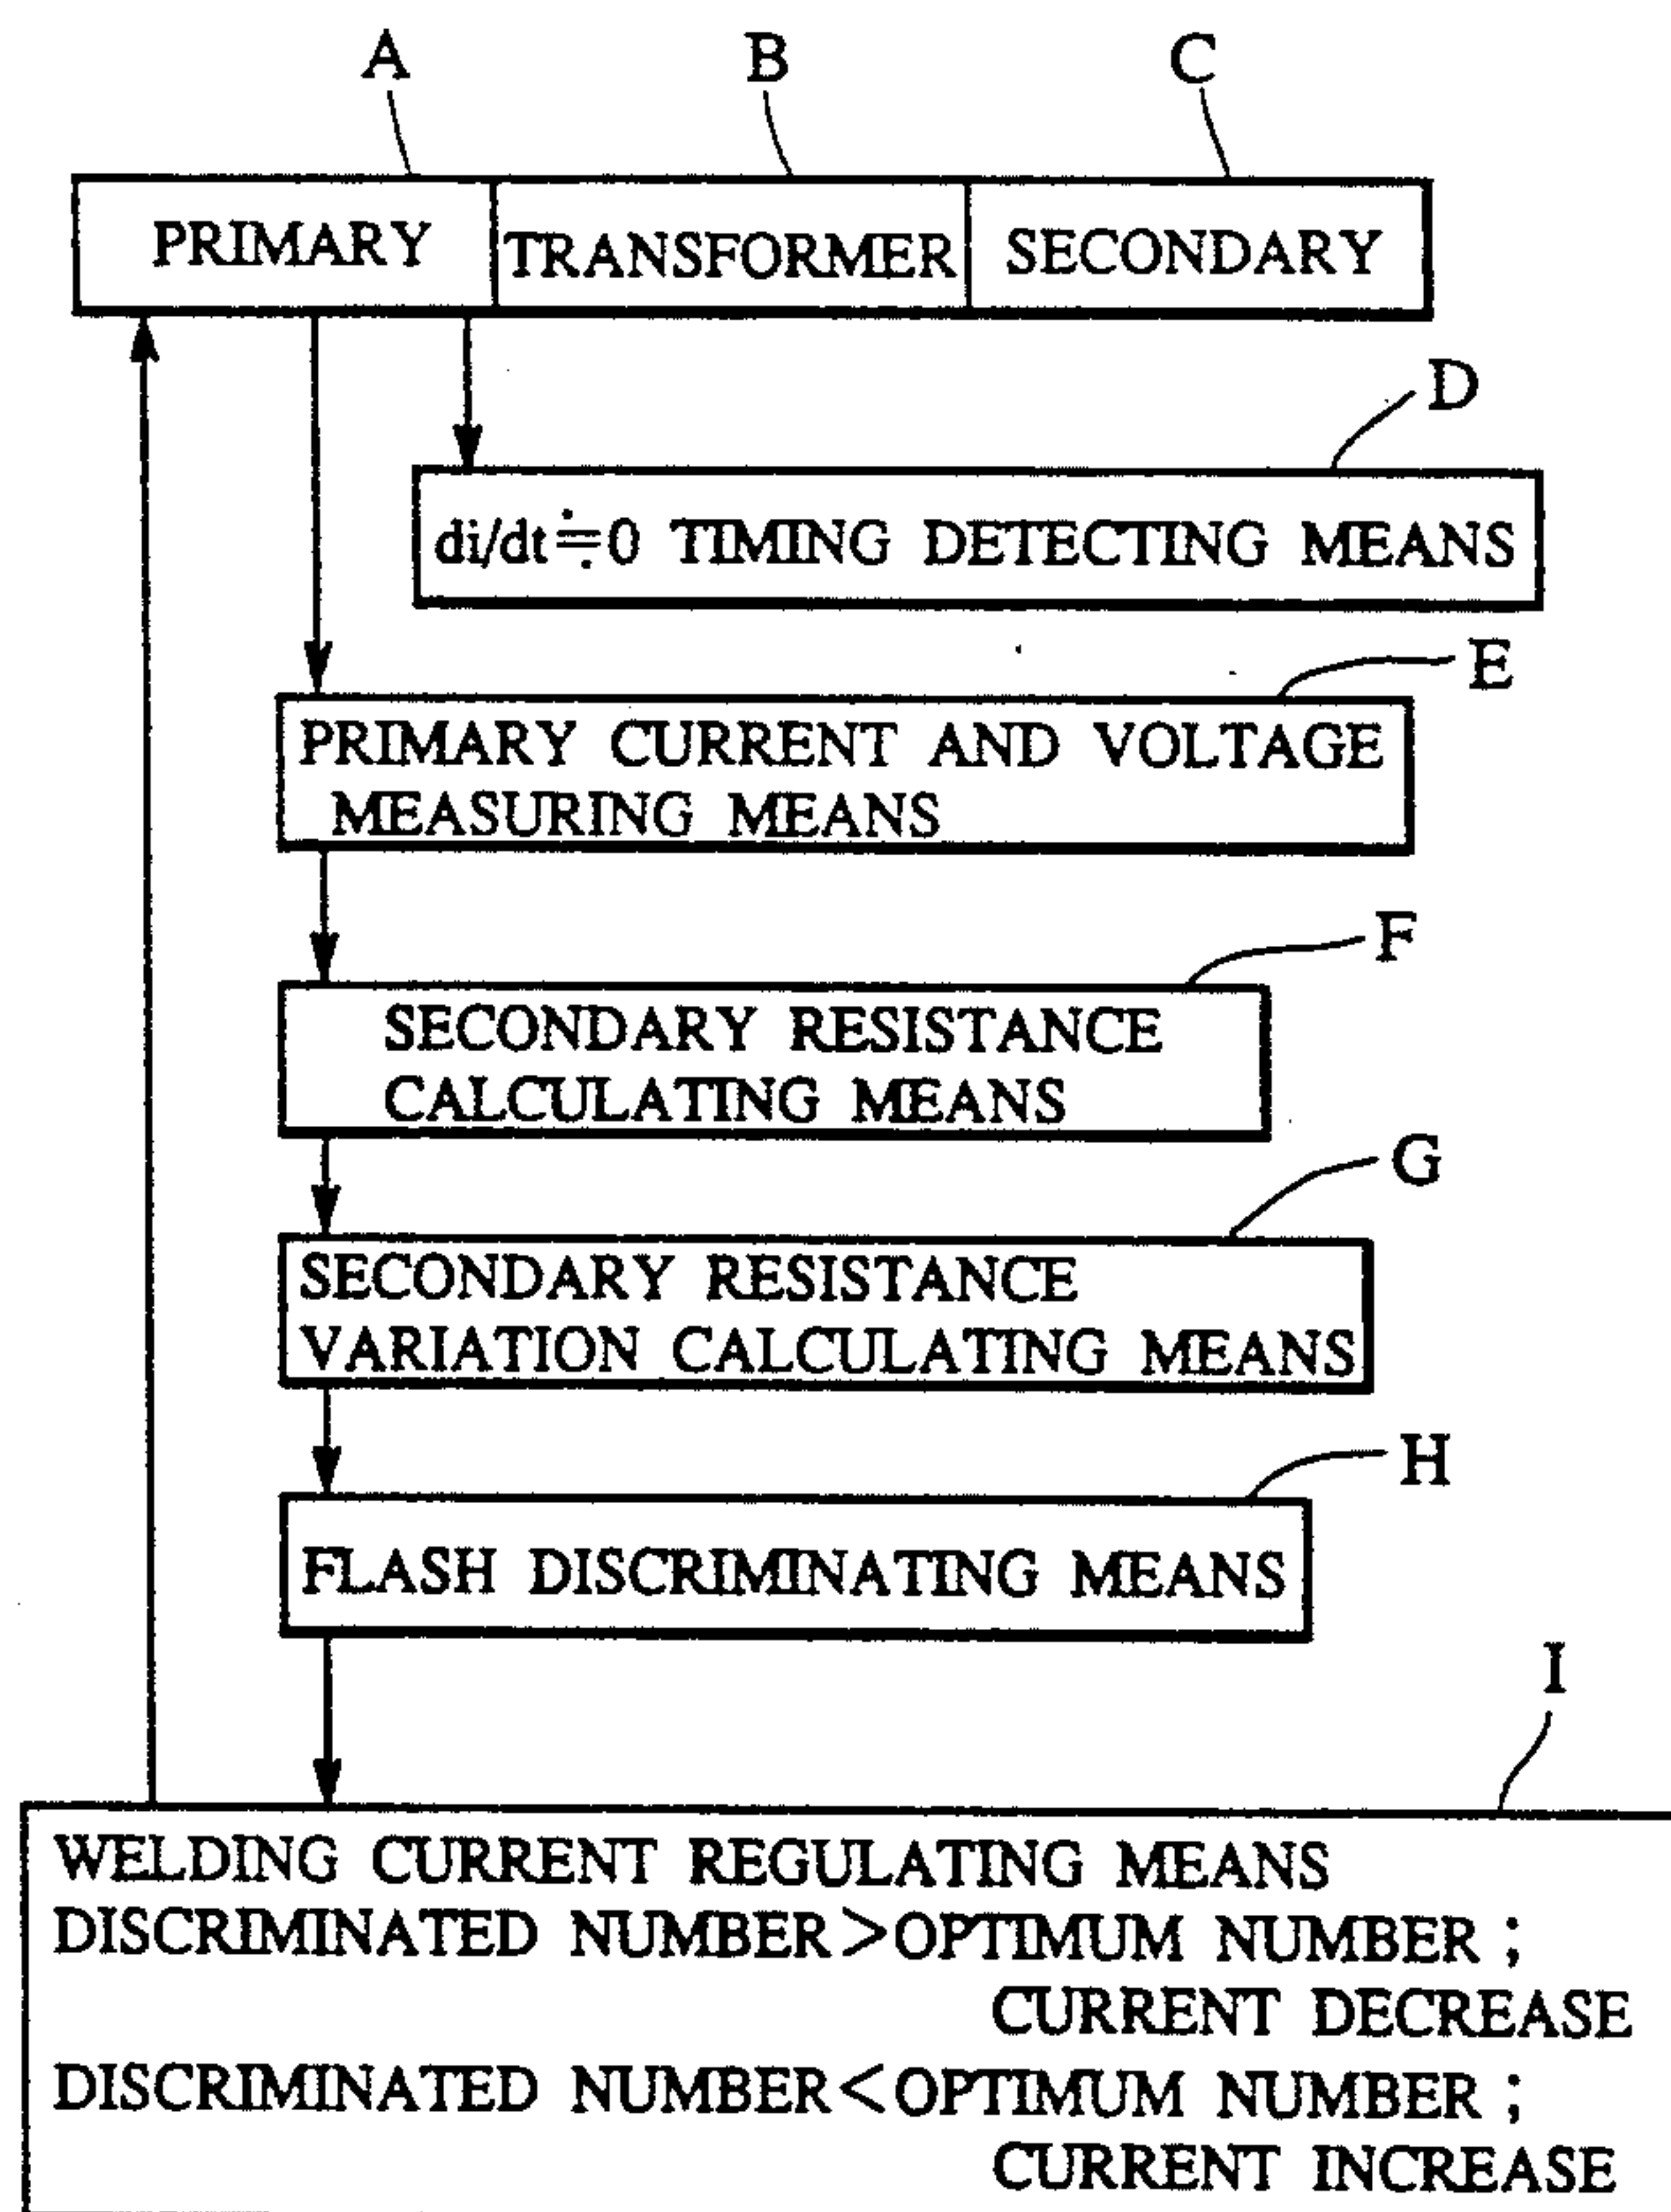 A B C
PRIMARY TRANSFORMER SECONDARY
D
di/dt≒0 TIMING DETECTING MEANS
E
PRIMARY CURRENT AND VOLTAGE
MEASURING MEANS
F
SECONDARY RESISTANCE
CALCULATING MEANS
G
SECONDARY RESISTANCE
VARIATION CALCULATING MEANS
H
FLASH DISCRIMINATING MEANS
I
WELDING CURRENT REGULATING MEANS
DISCRIMINATED NUMBER>OPTIMUM NUMBER ;
CURRENT DECREASE
DISCRIMINATED NUMBER<OPTIMUM NUMBER ;
CURRENT INCREASE